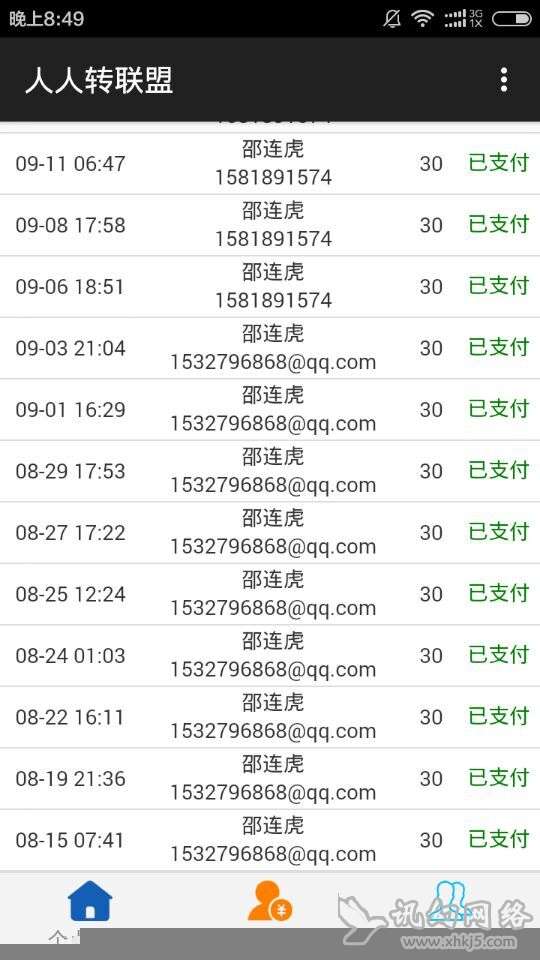 晚上8:49
3G
1X
人人转联盟
09-11 06:47 邵连虎 1581891574 30 已支付
09-08 17:58 邵连虎 1581891574 30 已支付
09-06 18:51 邵连虎 1581891574 30 已支付
09-03 21:04 邵连虎 1532796868@qq.com 30 已支付
09-01 16:29 邵连虎 1532796868@qq.com 30 已支付
08-29 17:53 邵连虎 1532796868@qq.com 30 已支付
08-27 17:22 邵连虎 1532796868@qq.com 30 已支付
08-25 12:24 邵连虎 1532796868@qq.com 30 已支付
08-24 01:03 邵连虎 1532796868@qq.com 30 已支付
08-22 16:11 邵连虎 1532796868@qq.com 30 已支付
08-19 21:36 邵连虎 1532796868@qq.com 30 已支付
08-15 07:41 邵连虎 1532796868@qq.com 30 已支付
¥
网络
www.xhkj5.com